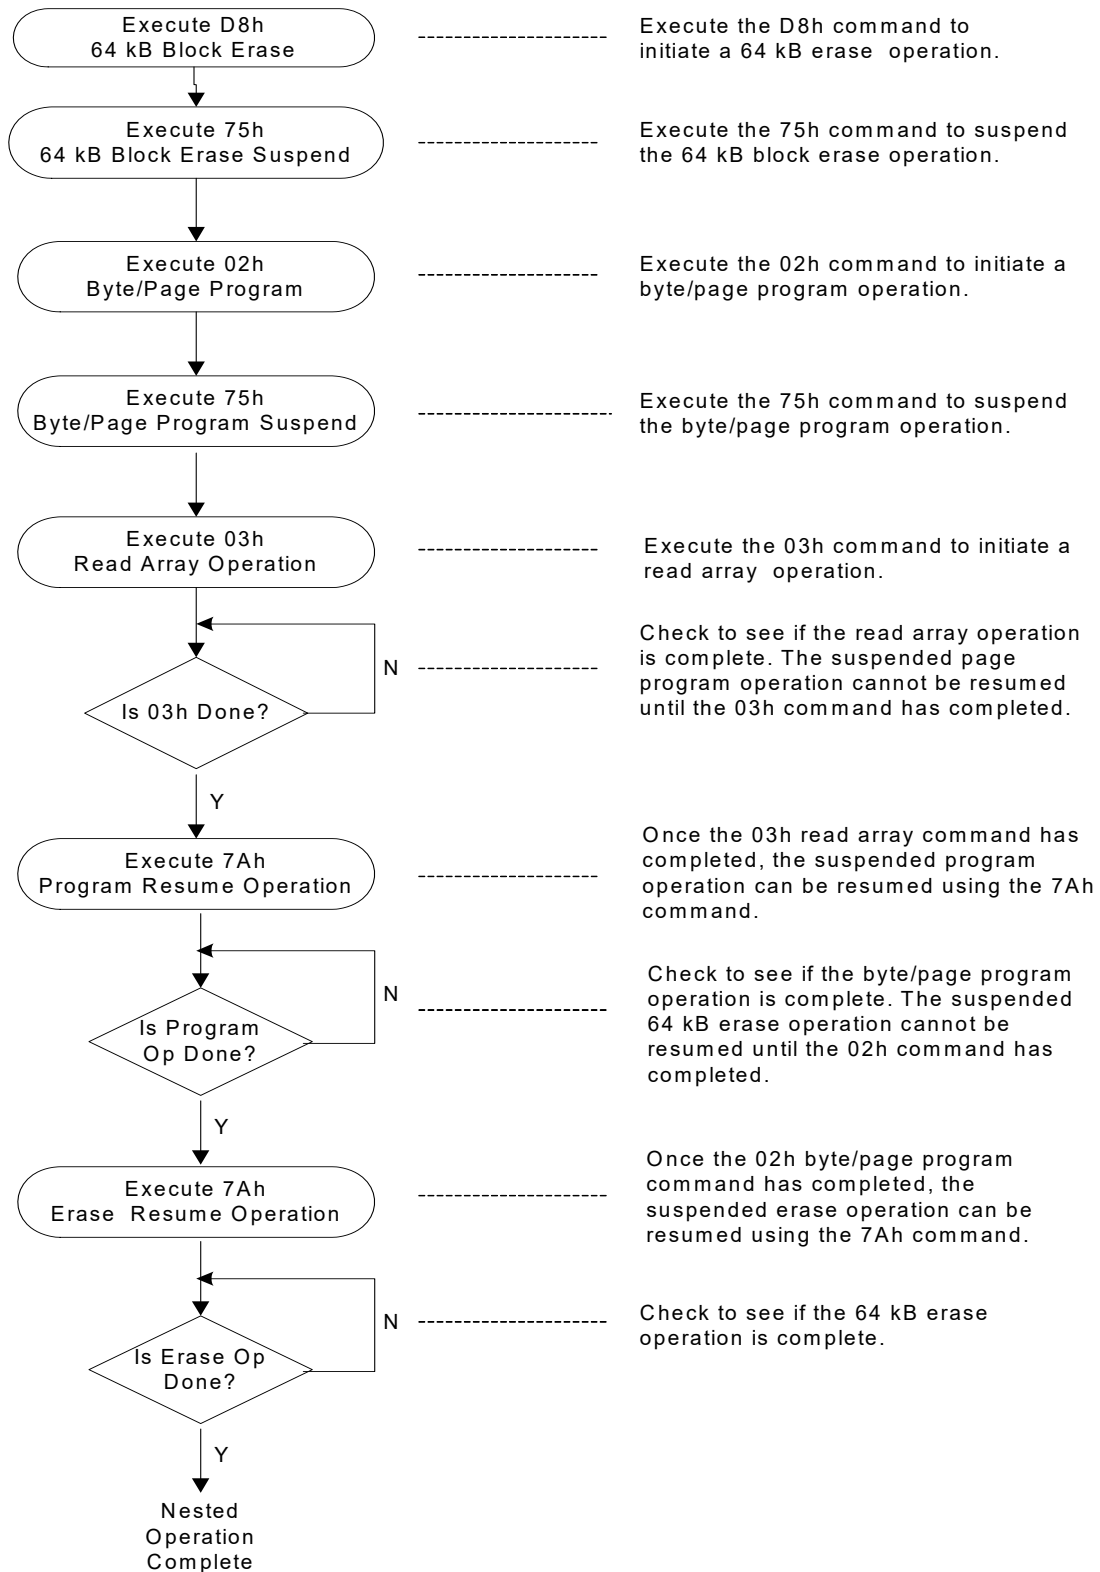 Execute D8h
64 kB Block Erase
Execute the D8h command to
initiate a 64 kB erase operation.
Execute 75h
64 kB Block Erase Suspend
Execute the 75h command to suspend
the 64 kB block erase operation.
Execute 02h
Byte/Page Program
Execute the 02h command to initiate a
byte/page program operation.
Execute 75h
Byte/Page Program Suspend
Execute the 75h command to suspend
the byte/page program operation.
Execute 03h
Read Array Operation
Execute the 03h command to initiate a
read array operation.
Is 03h Done?
N
Check to see if the read array operation
is complete. The suspended page
program operation cannot be resumed
until the 03h command has completed.
Y
Execute 7Ah
Program Resume Operation
Once the 03h read array command has
completed, the suspended program
operation can be resumed using the 7Ah
command.
Is Program
Op Done?
N
Check to see if the byte/page program
operation is complete. The suspended
64 kB erase operation cannot be
resumed until the 02h command has
completed.
Y
Execute 7Ah
Erase Resume Operation
Once the 02h byte/page program
command has completed, the
suspended erase operation can be
resumed using the 7Ah command.
Is Erase Op
Done?
N
Check to see if the 64 kB erase
operation is complete.
Y
Nested
Operation
Complete